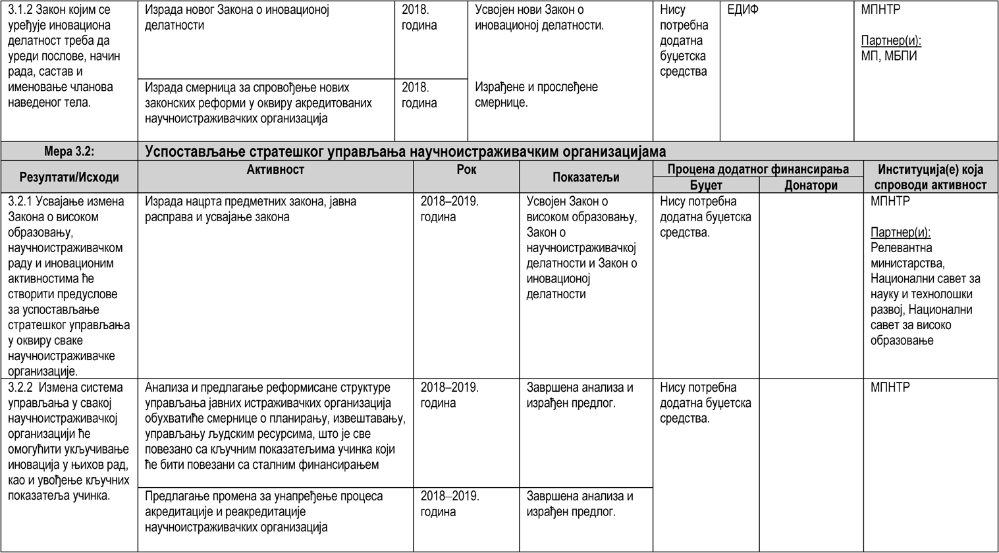 3.1.2 Закон којим се
уређује иновациона
делатност треба да
уреди послове, начин
рада, састав и
именовање чланова
наведеног тела.
Израда новог Закона о иновационој
делатности
2018.
година
Усвојен нови Закон о
иновационој делатности.
Нису
потребна
додатна
буџетска
средства
ЕДИФ
МПНТР
Партнер(и):
МП, МБПИ
Израда смерница за спровођење нових
законских реформи у оквиру акредитованих
научноистраживачких организација
2018.
година
Израђене и прослеђене
смернице.
Мера 3.2:
Успостављање стратешког управљања научноистраживачким организацијама
Резултати/Исходи
Активност
Рок
Показатељи
Процена додатног финансирања
Буџет
Донатори
Институција(е) која
спроводи активност
3.2.1 Усвајање измена
Закона о високом
образовању,
научноистраживачком
раду и иновационим
активностима ће
створити предуслове
за успостављање
стратешког управљања
у оквиру сваке
научноистраживачке
организације.
Израда нацрта предметних закона, јавна
расправа и усвајање закона
2018–2019.
година
Усвојен Закон о
високом образовању,
Закон о
научноистраживачкој
делатности и Закон о
иновационој
делатности
Нису потребна
додатна буџетска
средства.
МПНТР
Партнер(и):
Релевантна
министарства,
Национални савет за
науку и технолошки
развој, Национални
савет за високо
образовање
3.2.2 Измена система
управљања у свакој
научноистраживачкој
организацији ће
омогућити укључивање
иновација у њихов рад,
као и увођење кључних
показатеља учинка.
Анализа и предлагање реформисане структуре
управљања јавних истраживачких организација
обухватиће смернице о планирању, извештавању,
управљању људским ресурсима, што је све
повезано са кључним показатељима учинка који
ће бити повезани са сталним финансирањем
2018–2019.
година
Завршена анализа и
израђен предлог.
Нису потребна
додатна буџетска
средства.
МПНТР
Предлагање промена за унапређење процеса
акредитације и реакредитације
научноистраживачких организација
2018–2019.
година
Завршена анализа и
израђен предлог.